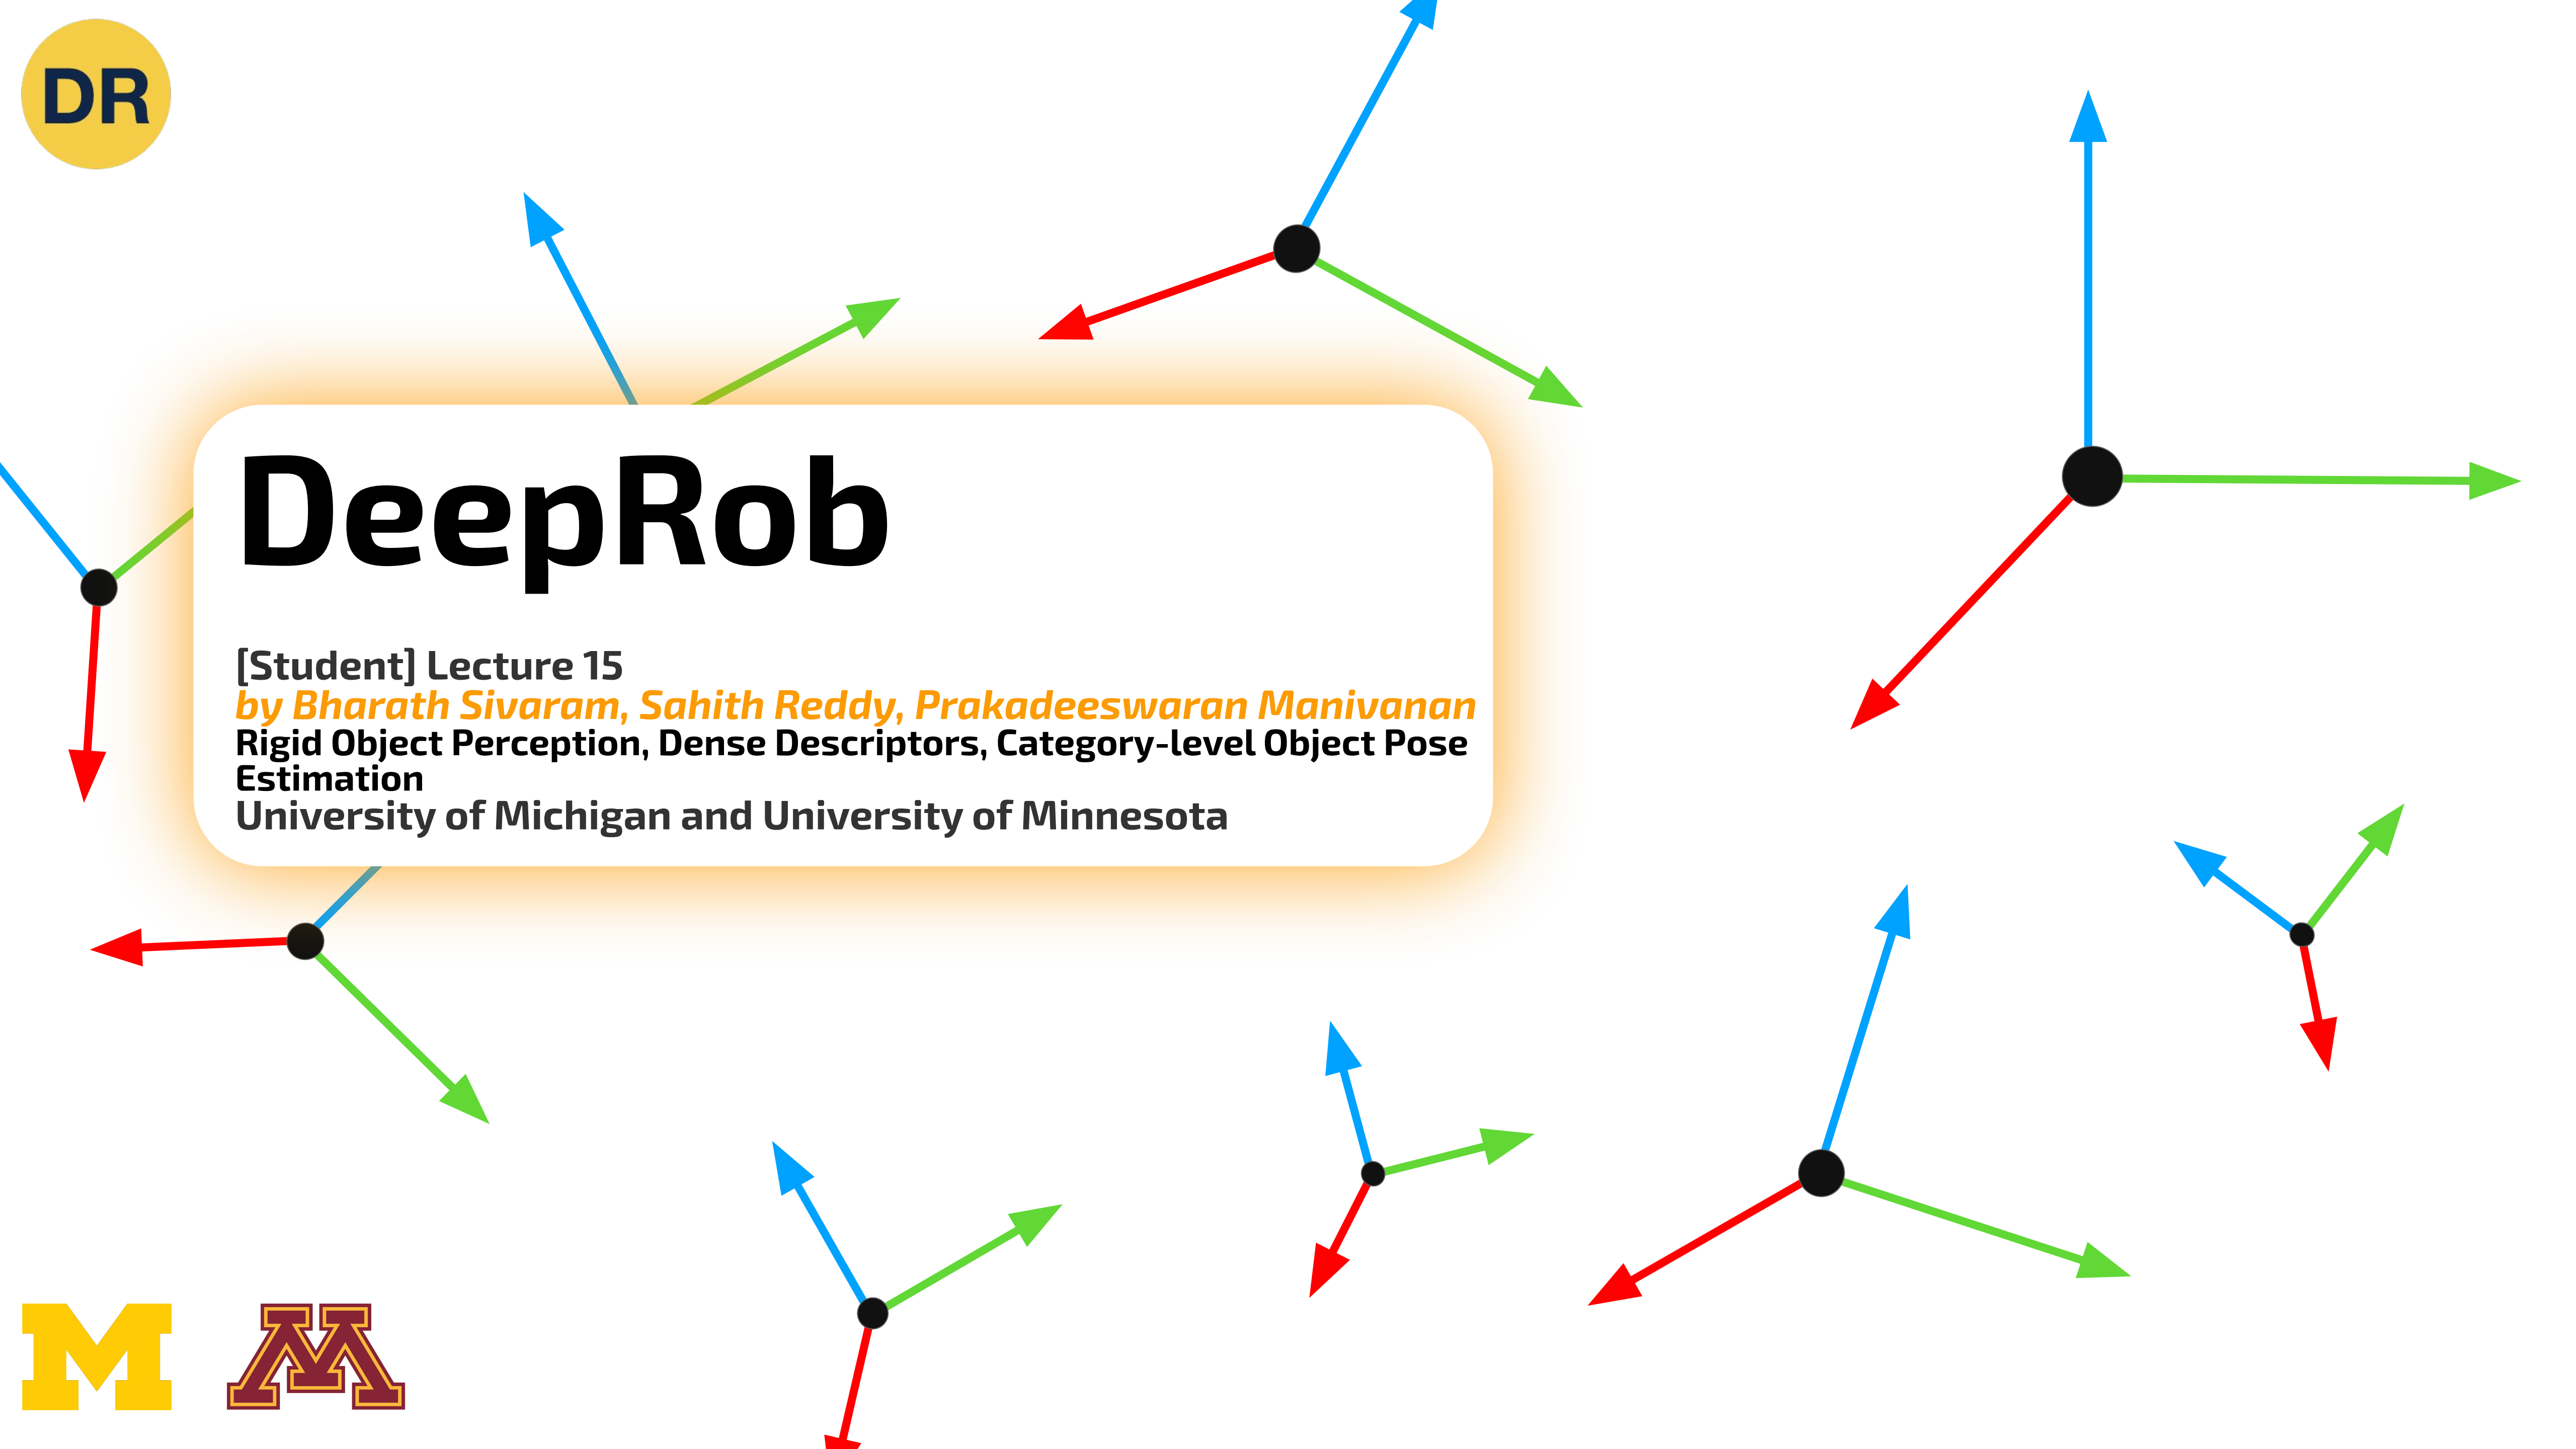 DR
DeepRob
[Student] Lecture 15
by Bharath Sivaram, Sahith Reddy, Prakadeeswaran Manivanan
Rigid Object Perception, Dense Descriptors, Category-level Object Pose
Estimation
University of Michigan and University of Minnesota
M M